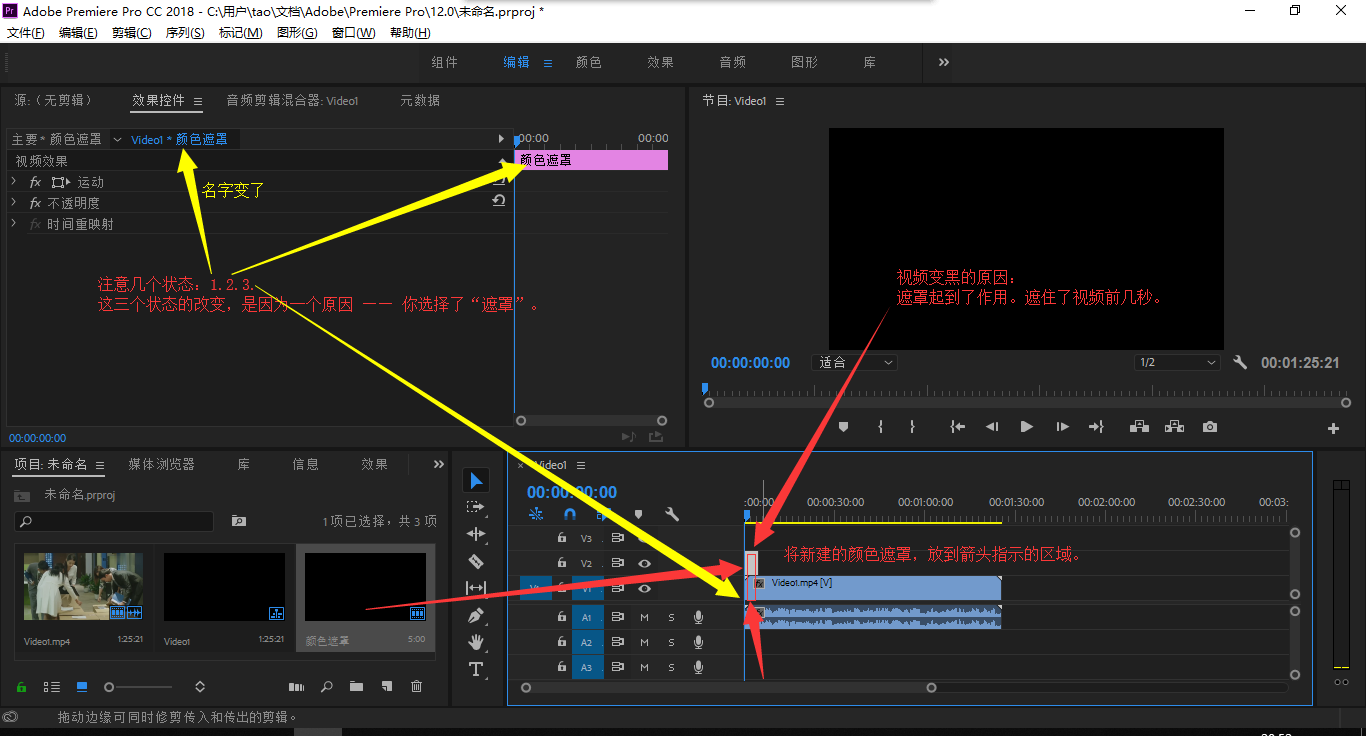 Adobe Premiere Pro CC 2018 - C:\用户\tao\文档\Adobe\Premiere Pro\12.0\未命名.prproj *
文件(F) 编辑(E) 剪辑(C) 序列(S) 标记(M) 图形(G) 窗口(W) 帮助(H)
组件 编辑 颜色 效果 音频 图形 库
源:（无剪辑） 效果控件 音频剪辑混合器: Video1 元数据
节目: Video1
主要 * 颜色遮罩 Video1 * 颜色遮罩
:00:00 00:00
视频效果
颜色遮罩
fx 运动
名字变了
fx 不透明度
fx 时间重映射
注意几个状态：1.2.3.
这三个状态的改变，是因为一个原因 —— 你选择了“遮罩”。
视频变黑的原因：
遮罩起到了作用。遮住了视频前几秒。
00:00:00:00 适合 1/2 00:01:25:21
00:00:00:00
项目: 未命名 媒体浏览器 库 信息 效果
未命名.prproj
1项已选择，共 3 项
Video1.mp4 1:25:21
Video1 1:25:21
颜色遮罩 5:00
× Video1
00:00:00:00
:00:00 00:00:30:00 00:01:00:00 00:01:30:00 00:02:00:00 00:02:30:00 00:03:
V3
V2
将新建的颜色遮罩，放到箭头指示的区域。
V1 V1
fx Video1.mp4 [V]
A1 M S
A2 M S
A3 M S
拖动边缘可同时修剪传入和传出的剪辑。